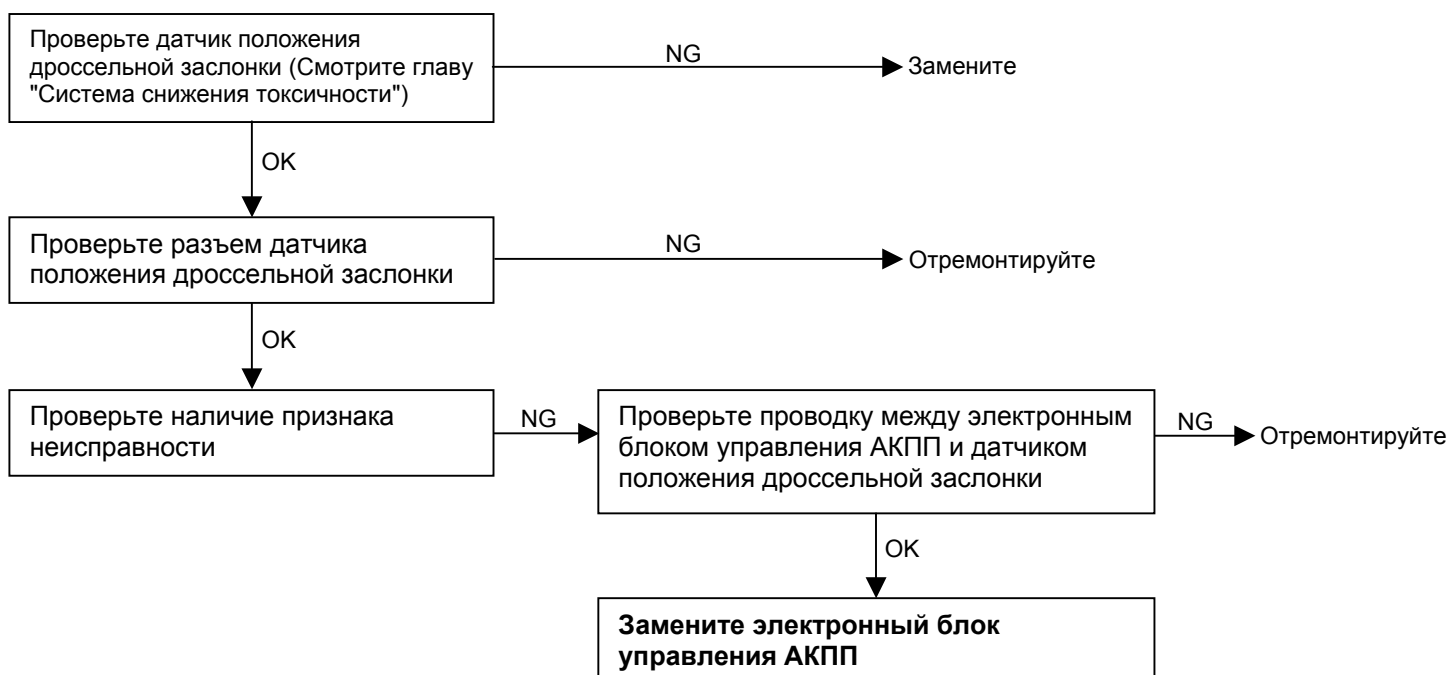 Проверьте датчик положения
дроссельной заслонки (Смотрите главу
"Система снижения токсичности")
NG
Замените
OK
Проверьте разъем датчика
положения дроссельной заслонки
NG
Отремонтируйте
OK
Проверьте наличие признака
неисправности
NG
Проверьте проводку между электронным
блоком управления АКПП и датчиком
положения дроссельной заслонки
NG
Отремонтируйте
OK
Замените электронный блок
управления АКПП